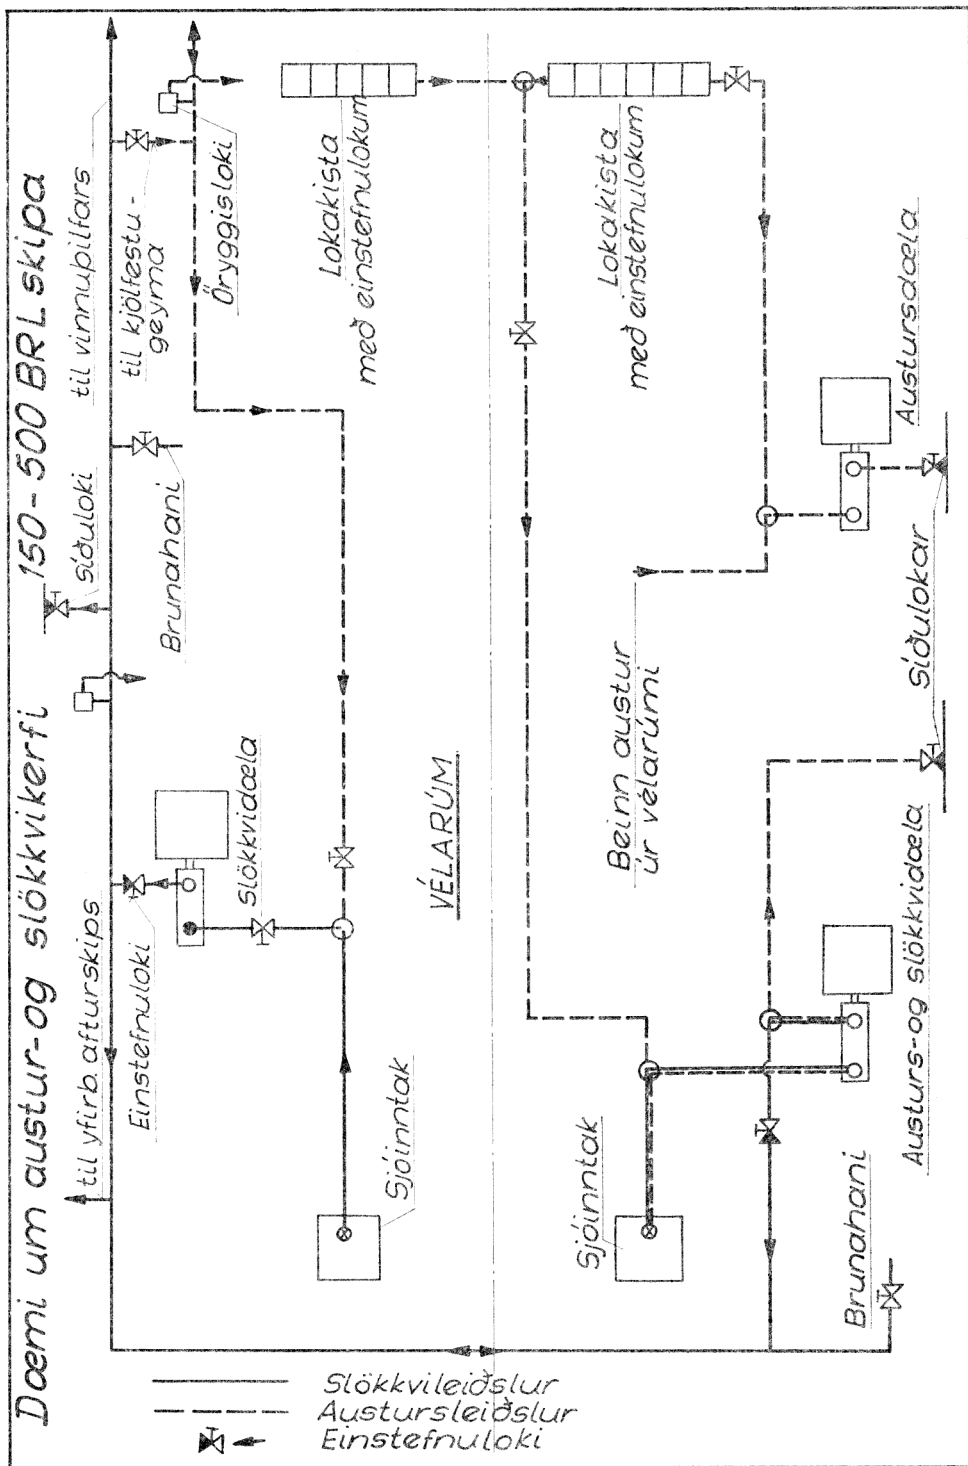 Dæmi um austur-og slökkvikerfi 150-500 BRL skipa
til yfirb. afturskips
Einstefnuloki
Slökkvidæla
síðuloki
Brunahani
til vinnuþilfars
til kjölfestu-
geyma
Öryggisloki
Lokakista
með einstefnulokum
Lokakista
með einstefnulokum
Sjóinntak
VÉLARÚM
Sjóinntak
Beinn austur
úr vélarúmi
Austursdæla
Síðulokar
Austurs-og slökkvidæla
Brunahani
Slökkvileiðslur
Austursleiðslur
Einstefnuloki